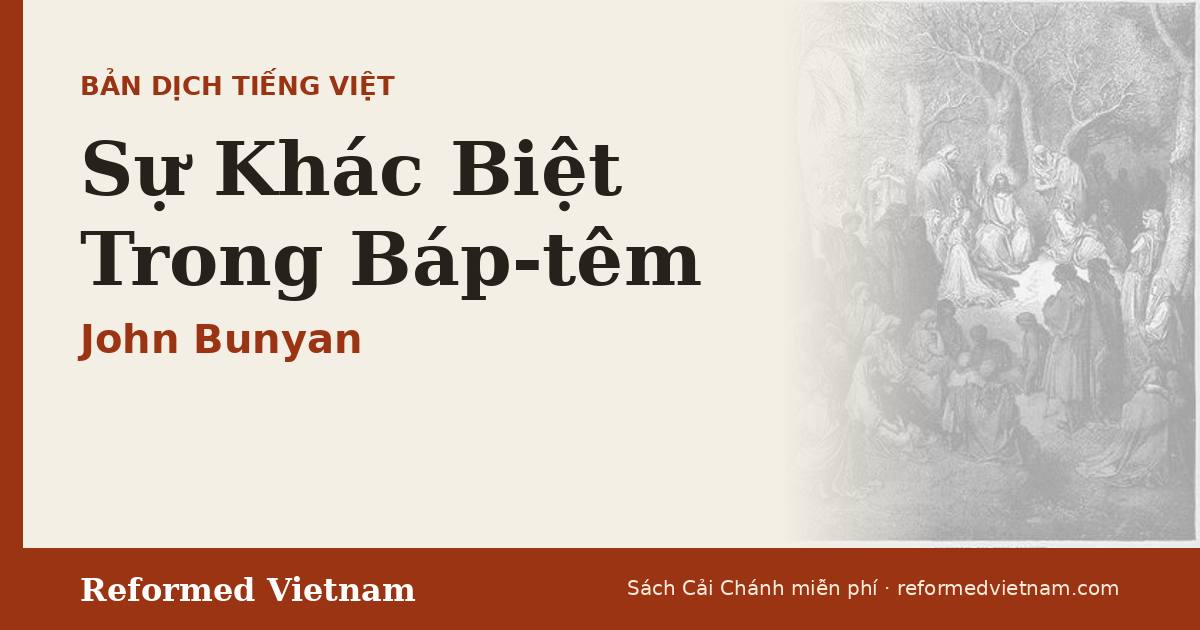 BẢN DỊCH TIẾNG VIỆT
Sự Khác Biệt
Trong Báp-têm
John Bunyan
Reformed Vietnam
Sách Cải Chánh miễn phí · reformedvietnam.com